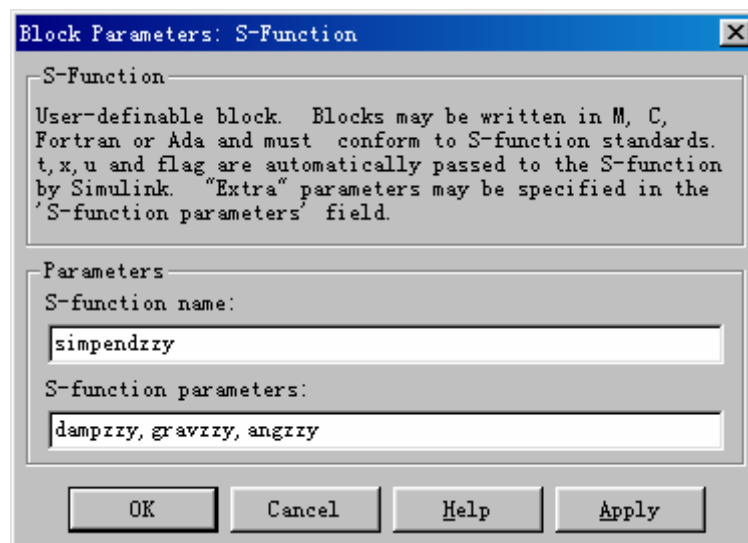 Block Parameters: S-Function
S-Function
User-definable block.  Blocks may be written in M, C,
Fortran or Ada and must  conform to S-function standards.
t,x,u and flag are automatically passed to the S-function
by Simulink.  "Extra" parameters may be specified in the
'S-function parameters' field.
Parameters
S-function name:
simpendzzy
S-function parameters:
dampzzy, gravzzy, angzzy
OK Cancel Help Apply